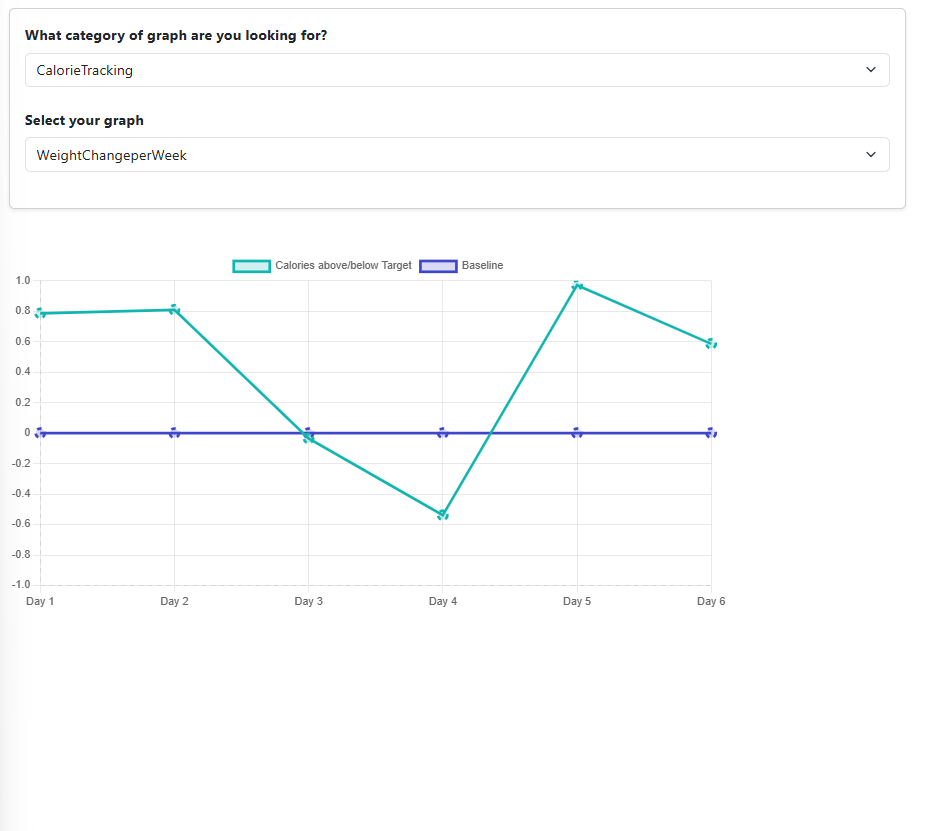 What category of graph are you looking for?
CalorieTracking
Select your graph
WeightChangeperWeek
Calories above/below Target Baseline
1.0
0.8
0.6
0.4
0.2
0
-0.2
-0.4
-0.6
-0.8
-1.0
Day 1 Day 2 Day 3 Day 4 Day 5 Day 6